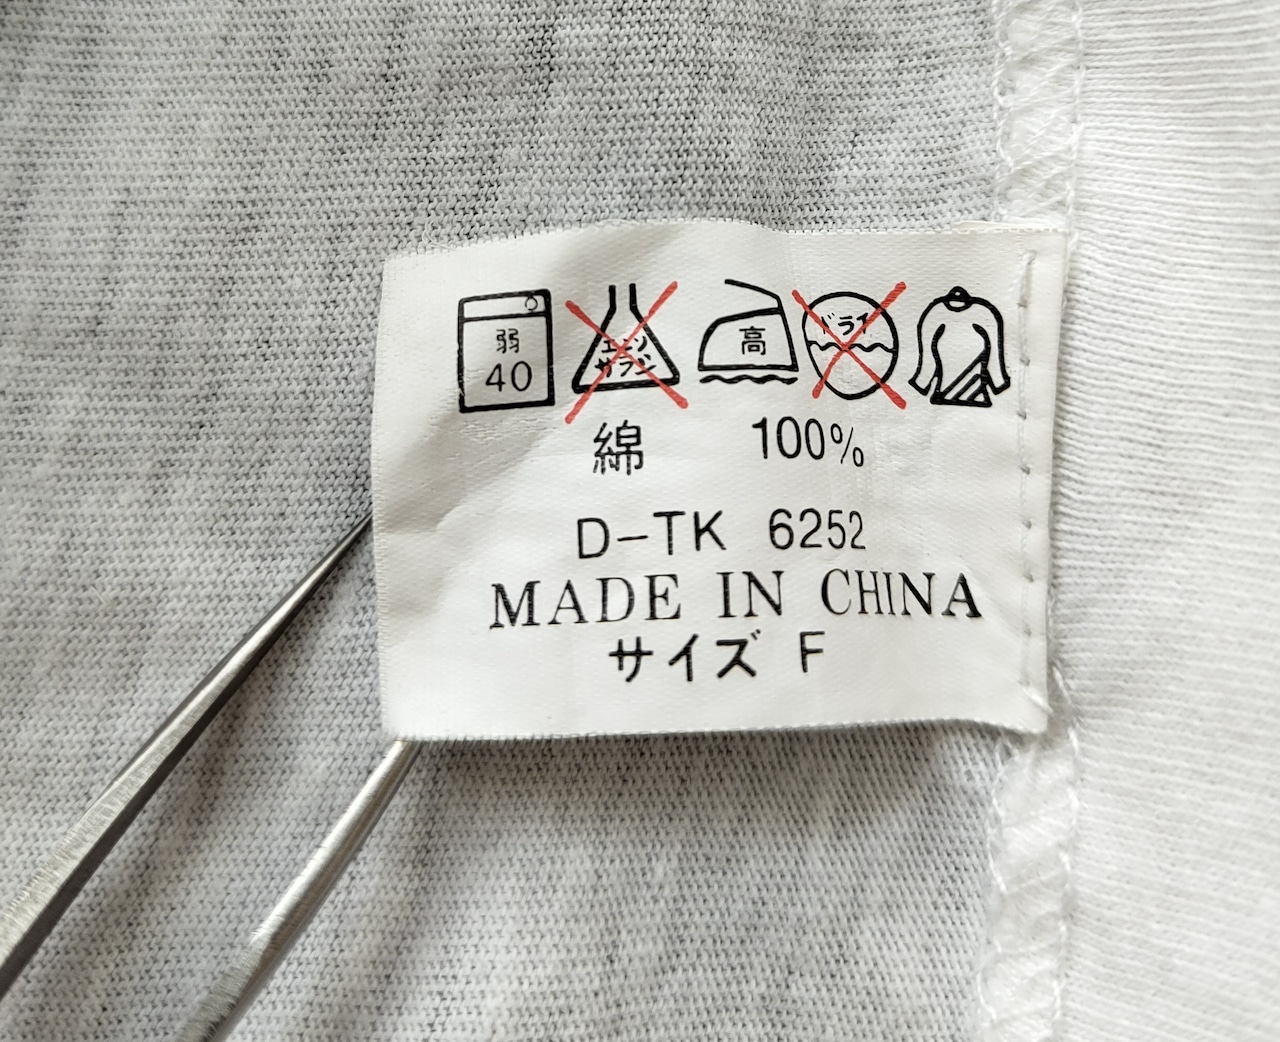 弱 40
エンソ サラシ
高
ドライ
綿 100%
D-TK 6252
MADE IN CHINA
サイズ F